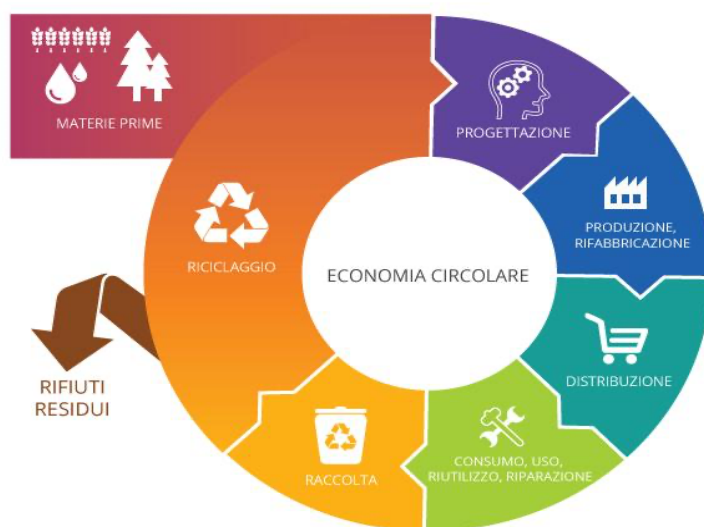 MATERIE PRIME
PROGETTAZIONE
PRODUZIONE,
RIFABBRICAZIONE
DISTRIBUZIONE
CONSUMO, USO,
RIUTILIZZO, RIPARAZIONE
RACCOLTA
RICICLAGGIO
RIFIUTI
RESIDUI
ECONOMIA CIRCOLARE